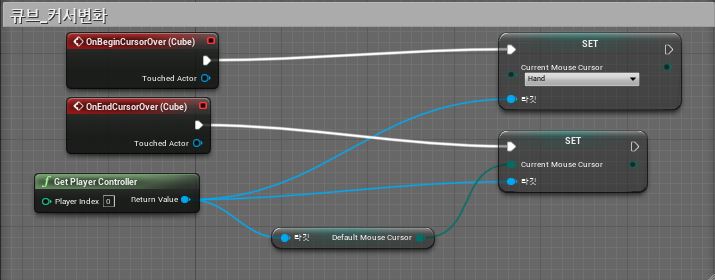 큐브_커서변화
OnBeginCursorOver (Cube)
Touched Actor
SET
Current Mouse Cursor
Hand
타깃
OnEndCursorOver (Cube)
Touched Actor
SET
Current Mouse Cursor
타깃
Get Player Controller
Player Index 0
Return Value
타깃 Default Mouse Cursor